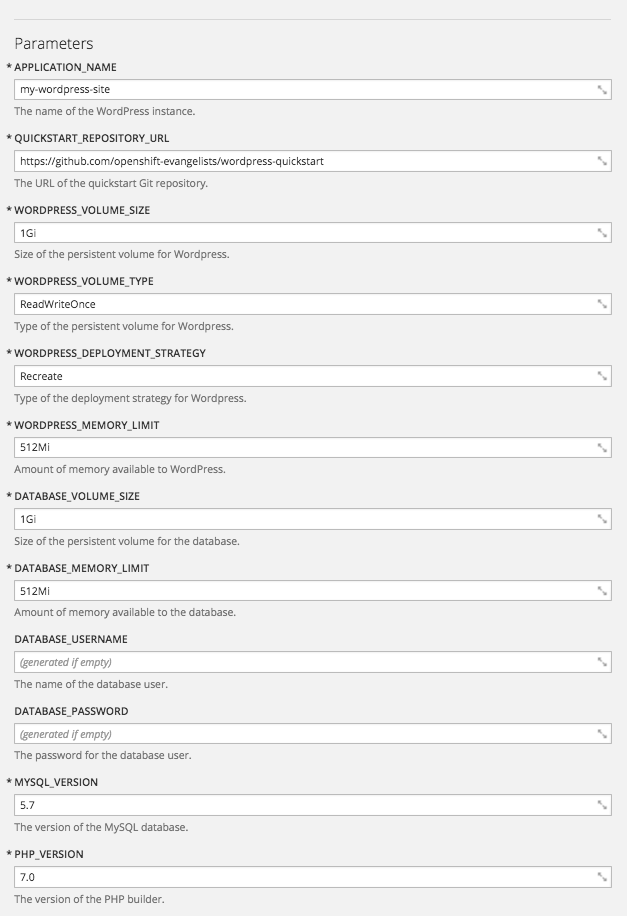 Parameters
* APPLICATION_NAME
my-wordpress-site
The name of the WordPress instance.
* QUICKSTART_REPOSITORY_URL
https://github.com/openshift-evangelists/wordpress-quickstart
The URL of the quickstart Git repository.
* WORDPRESS_VOLUME_SIZE
1Gi
Size of the persistent volume for Wordpress.
* WORDPRESS_VOLUME_TYPE
ReadWriteOnce
Type of the persistent volume for Wordpress.
* WORDPRESS_DEPLOYMENT_STRATEGY
Recreate
Type of the deployment strategy for Wordpress.
* WORDPRESS_MEMORY_LIMIT
512Mi
Amount of memory available to WordPress.
* DATABASE_VOLUME_SIZE
1Gi
Size of the persistent volume for the database.
* DATABASE_MEMORY_LIMIT
512Mi
Amount of memory available to the database.
DATABASE_USERNAME
(generated if empty)
The name of the database user.
DATABASE_PASSWORD
(generated if empty)
The password for the database user.
* MYSQL_VERSION
5.7
The version of the MySQL database.
* PHP_VERSION
7.0
The version of the PHP builder.